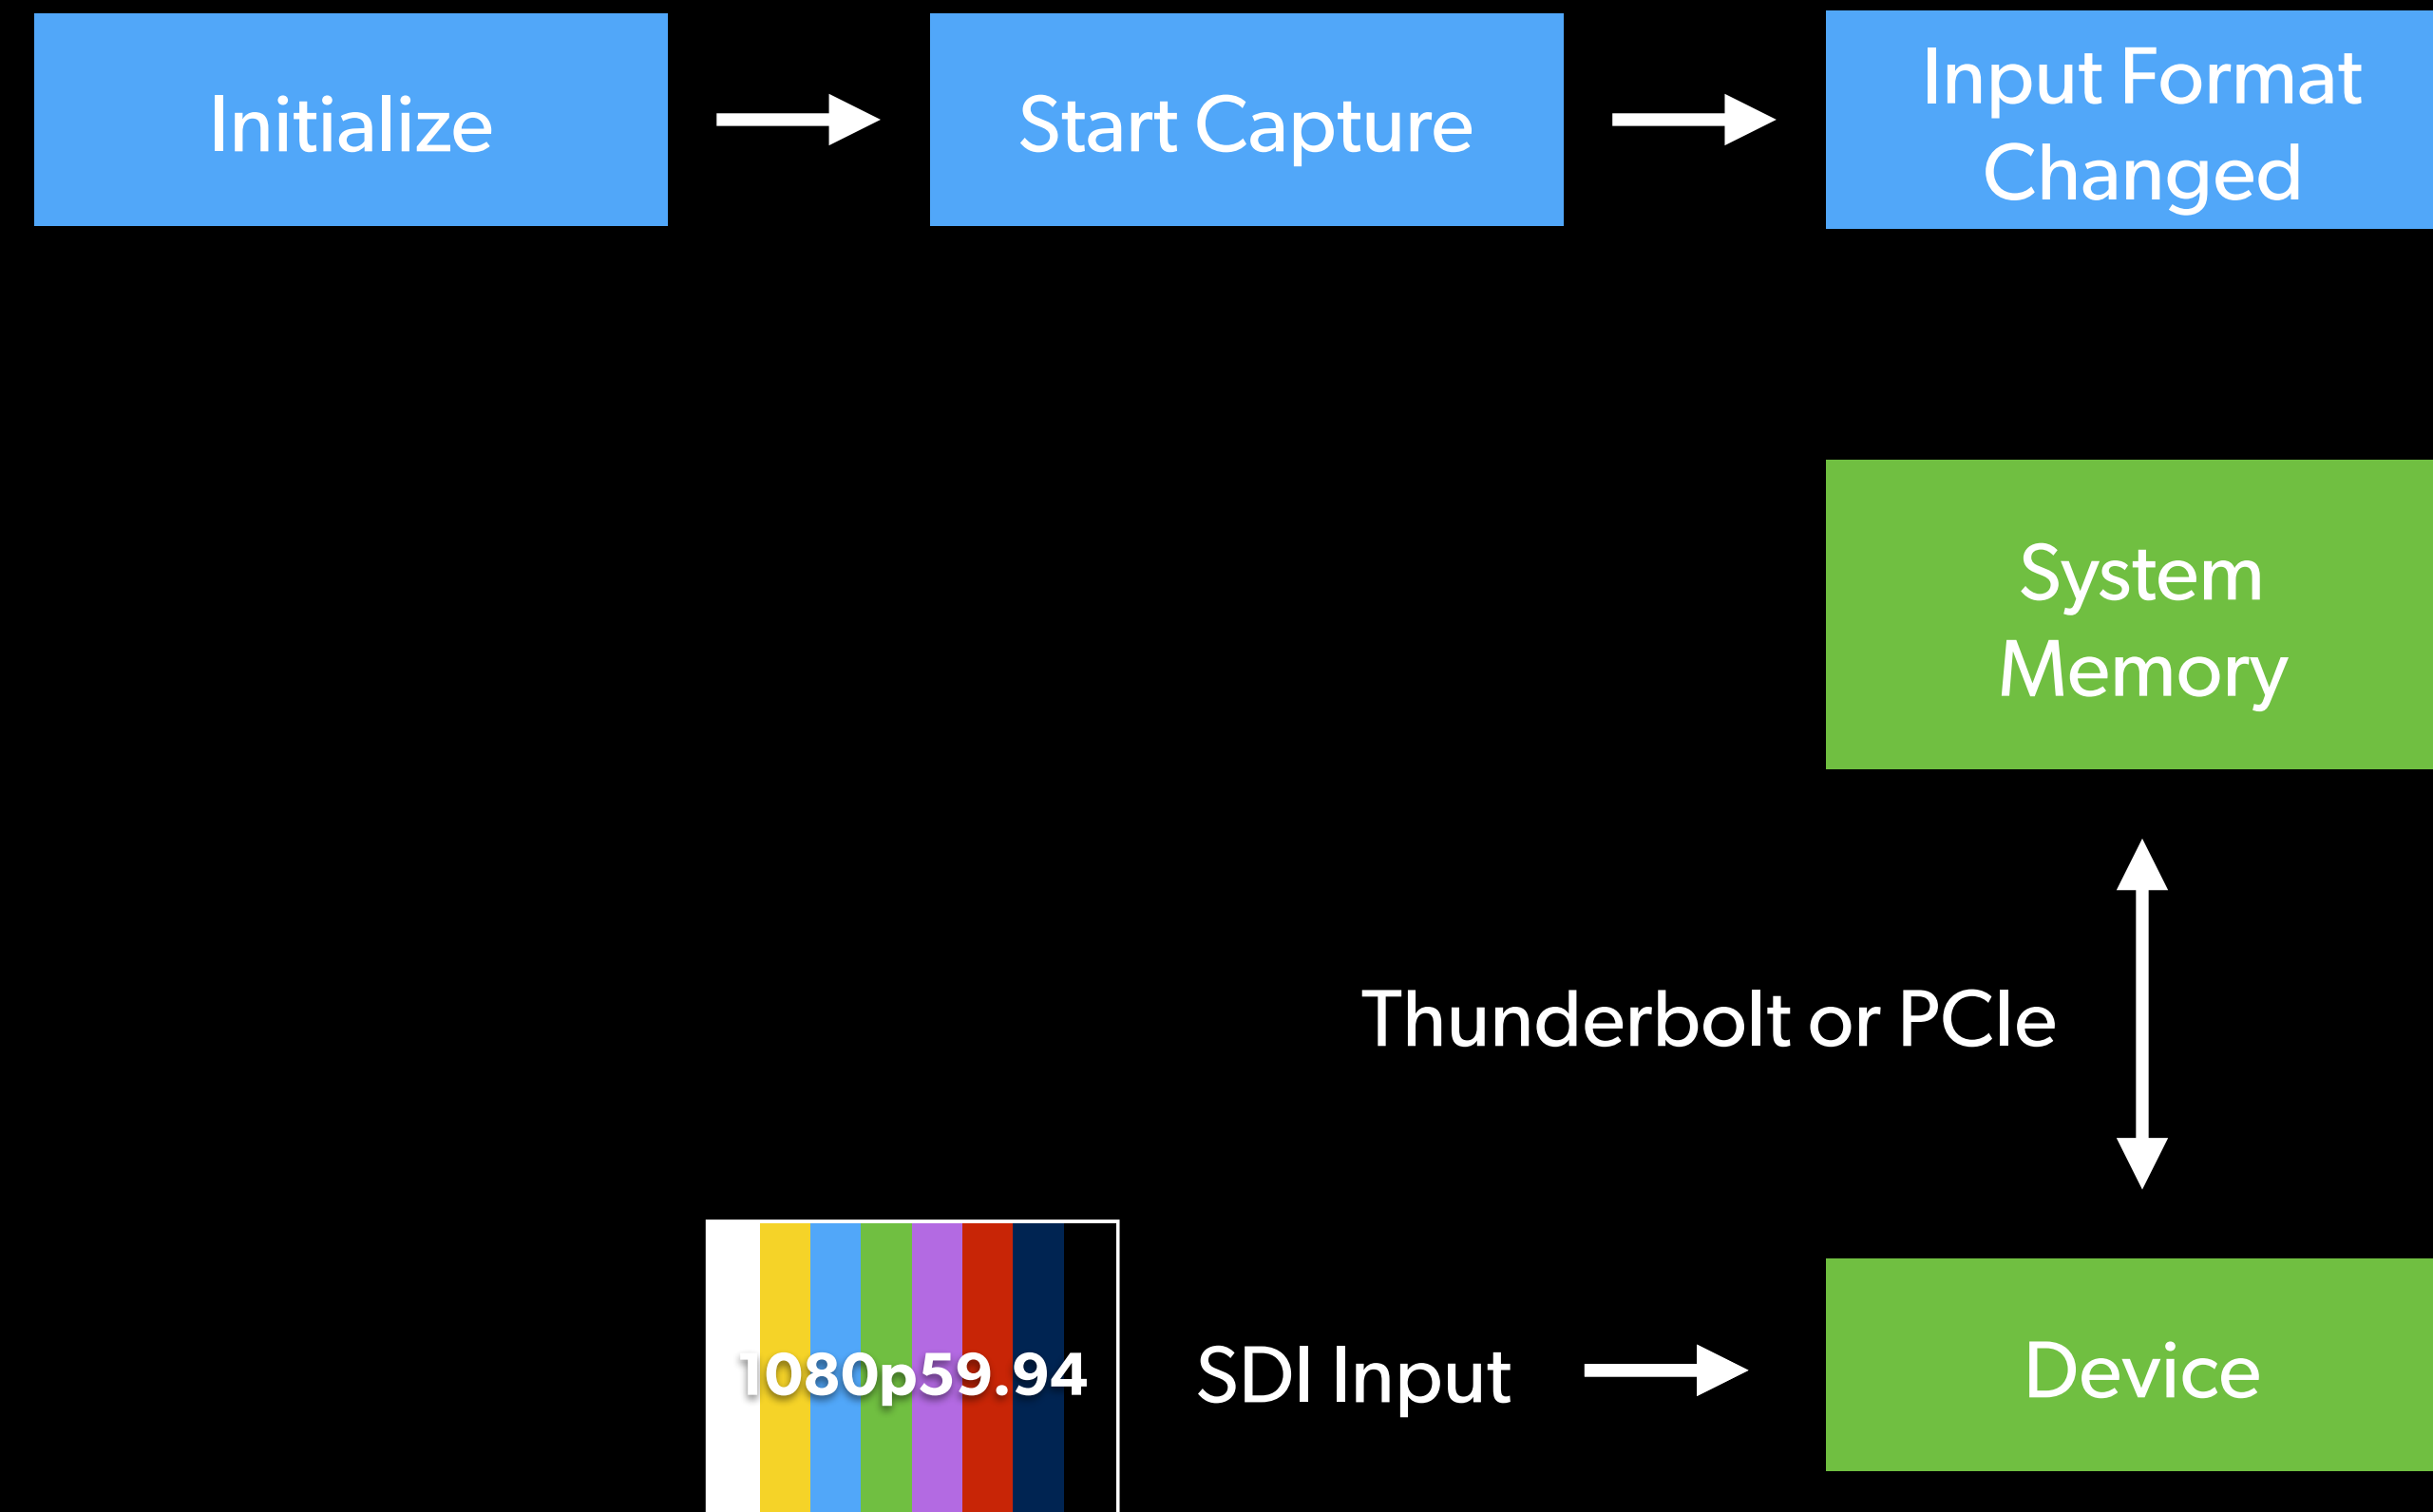 Initialize
Start Capture
Input Format
Changed
System
Memory
Thunderbolt or PCIe
1080p59.94
SDI Input
Device